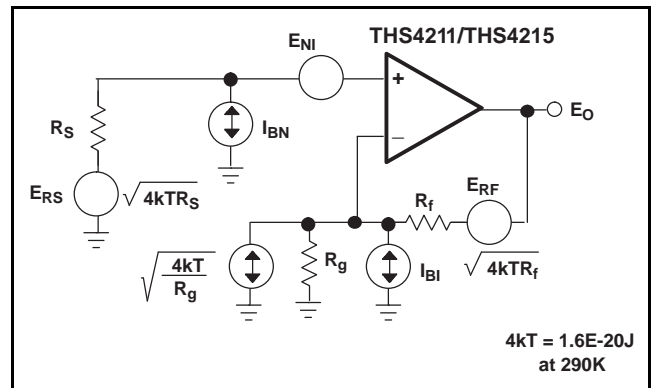 THS4211/THS4215
ENI
+
RS
IBN
EO
−
ERS
√4kTRS
Rf
ERF
√4kT/Rg
Rg
IBI
√4kTRf
4kT = 1.6E-20J
at 290K